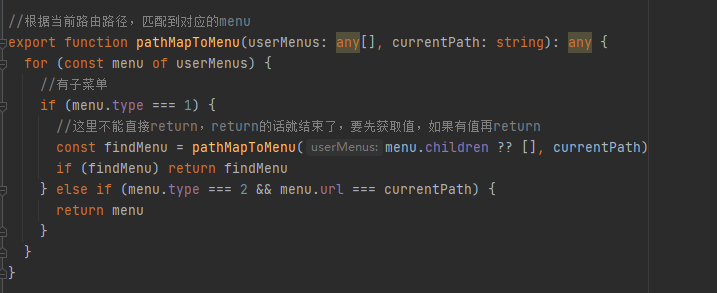 //根据当前路由路径，匹配到对应的menu
export function pathMapToMenu(userMenus: any[], currentPath: string): any {
  for (const menu of userMenus) {
    //有子菜单
    if (menu.type === 1) {
      //这里不能直接return，return的话就结束了，要先获取值，如果有值再return
      const findMenu = pathMapToMenu( userMenus: menu.children ?? [], currentPath)
      if (findMenu) return findMenu
    } else if (menu.type === 2 && menu.url === currentPath) {
      return menu
    }
  }
}